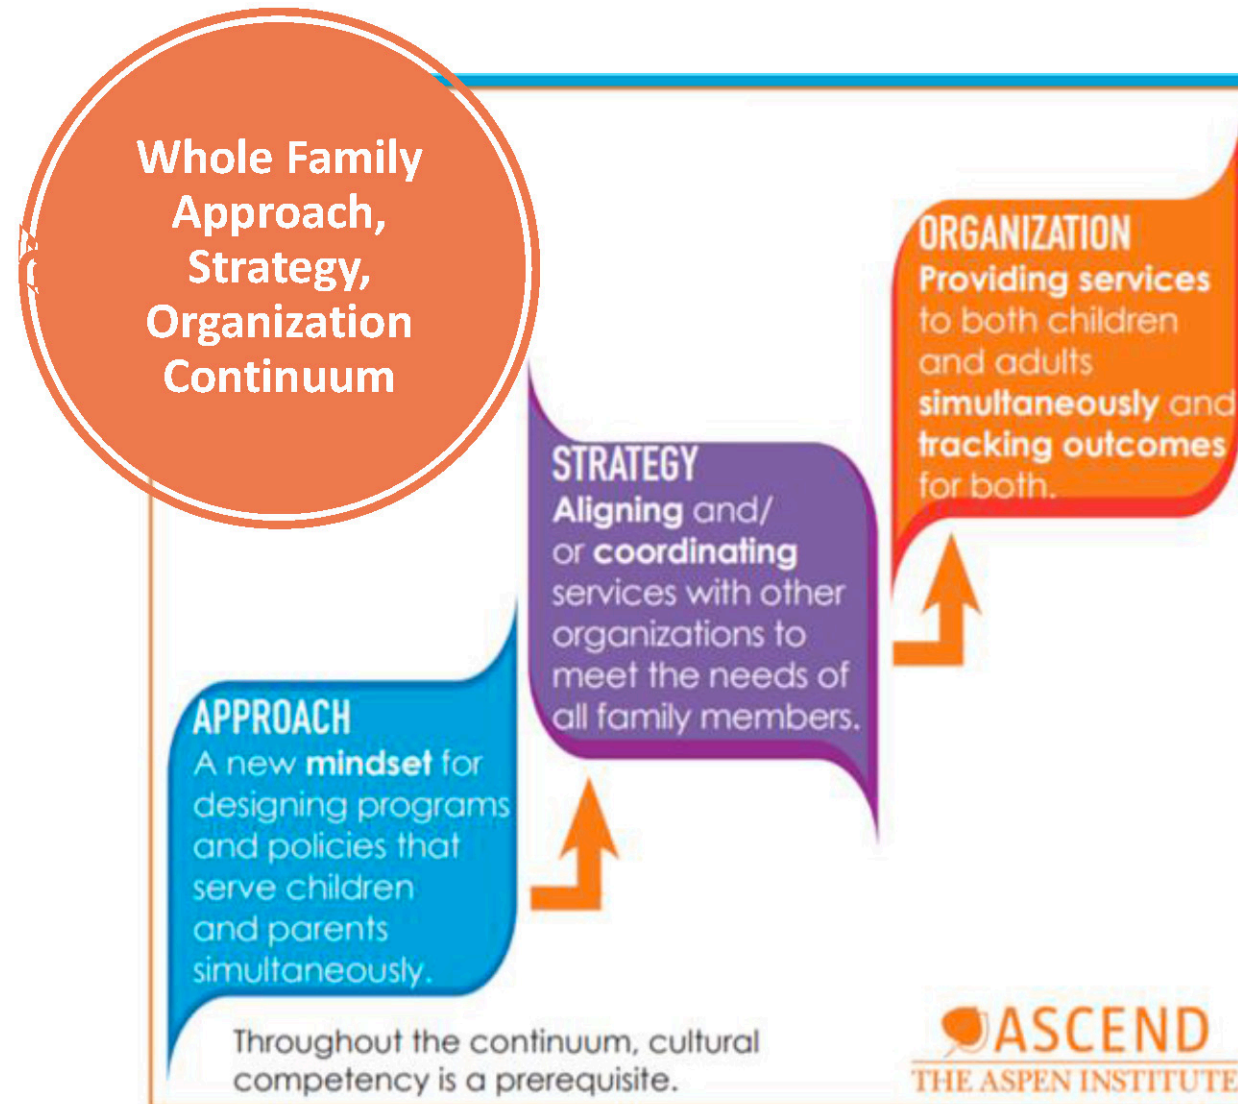 Whole Family
Approach,
Strategy,
Organization
Continuum
APPROACH
A new mindset for
designing programs
and policies that
serve children
and parents
simultaneously.
STRATEGY
Aligning and/
or coordinating
services with other
organizations to
meet the needs of
all family members.
ORGANIZATION
Providing services
to both children
and adults
simultaneously and
tracking outcomes
for both.
Throughout the continuum, cultural
competency is a prerequisite.
ASCEND
THE ASPEN INSTITUTE